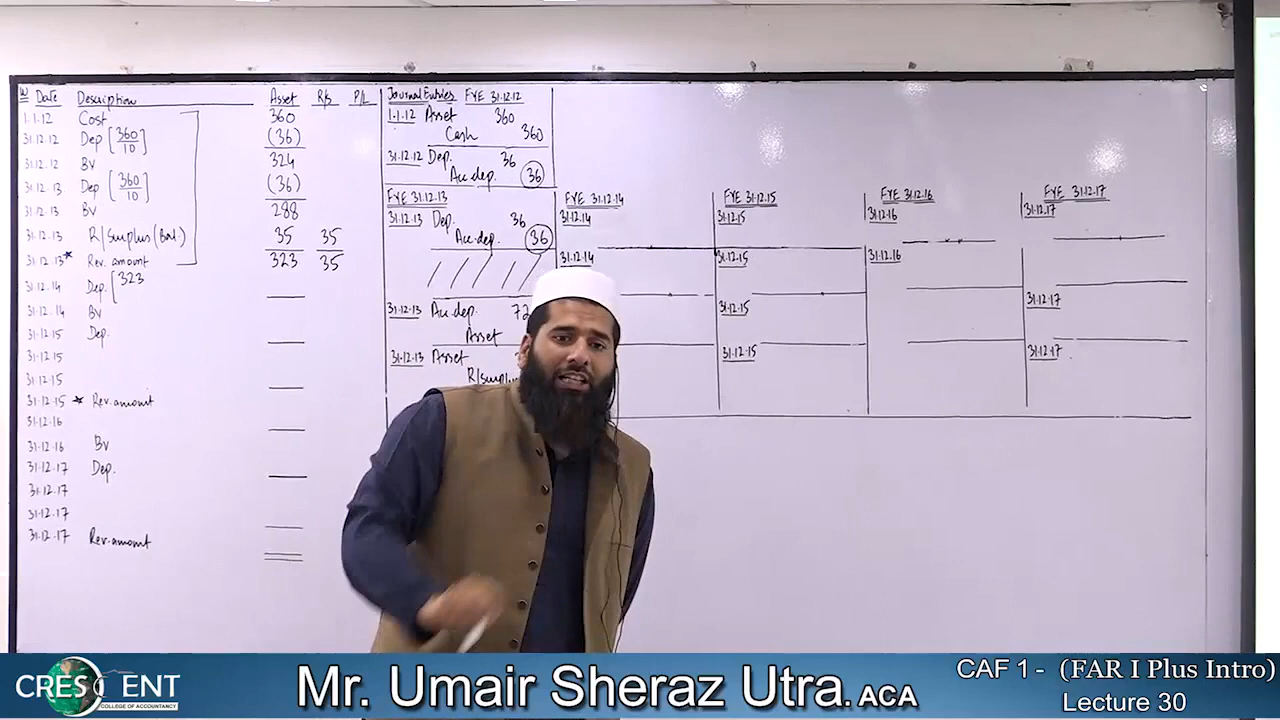 W Date Description Asset R/S P/L
1.1.12 Cost 360
31.12.12 Dep [360/10] (36)
31.12.12 BV 324
31.12.13 Dep [360/10] (36)
31.12.13 BV 288
31.12.13 R/surplus (Bal.) 35 35
31.12.13* Rev. amount 323 35
31.12.14 Dep. [323
31.12.14 BV
31.12.15 Dep.
31.12.15
31.12.15
31.12.15 * Rev. amount
31.12.16
31.12.16 BV
31.12.17 Dep.
31.12.17
31.12.17
31.12.17 Rev. amount
Journal Entries FYE 31.12.12
1.1.12 Asset 360
Cash 360
31.12.12 Dep. 36
Acc. dep. 36
FYE 31.12.13
31.12.13 Dep. 36
Acc. dep. 36
31.12.13 Acc. dep. 72
Asset
31.12.13 Asset
R/surplus
FYE 31.12.14
31.12.14
31.12.14
FYE 31.12.15
31.12.15
31.12.15
31.12.15
31.12.15
FYE 31.12.16
31.12.16
31.12.16
FYE 31.12.17
31.12.17
31.12.17
31.12.17
CRESCENT
COLLEGE OF ACCOUNTANCY
Mr. Umair Sheraz Utra. ACA
CAF 1 - (FAR I Plus Intro)
Lecture 30